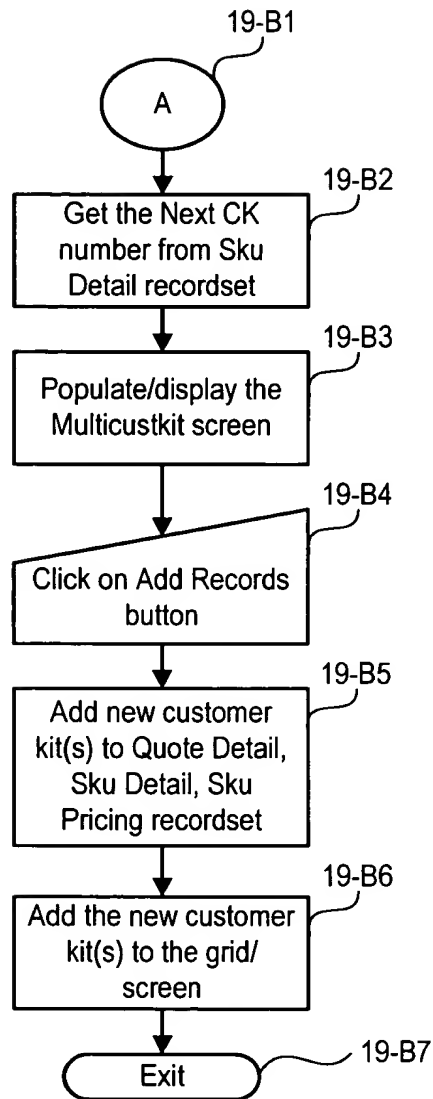 19-B1
A
19-B2
Get the Next CK
number from Sku
Detail recordset
19-B3
Populate/display the
Multicustkit screen
19-B4
Click on Add Records
button
19-B5
Add new customer
kit(s) to Quote Detail,
Sku Detail, Sku
Pricing recordset
19-B6
Add the new customer
kit(s) to the grid/
screen
19-B7
Exit